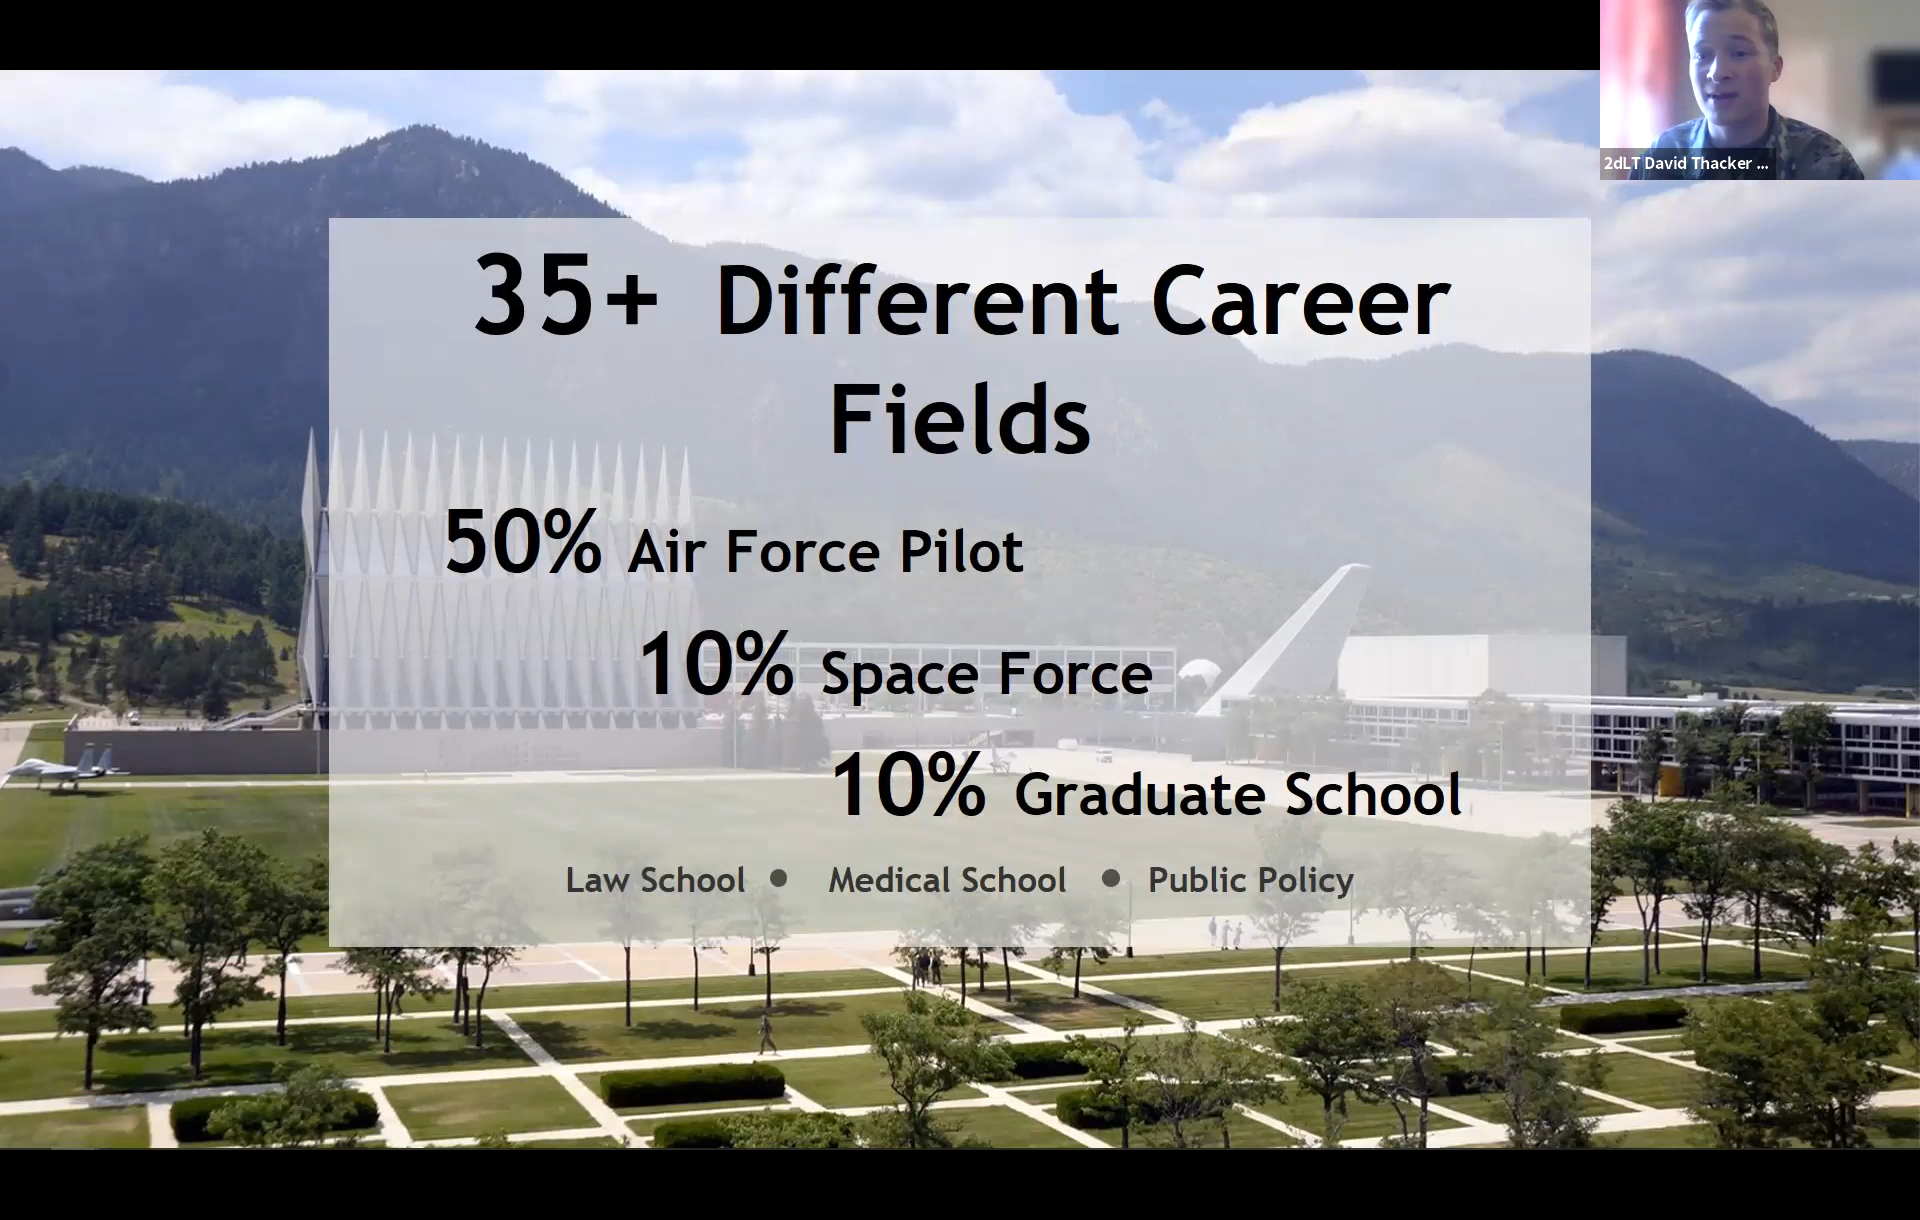 2dLT David Thacker ...
35+ Different Career
Fields
50% Air Force Pilot
10% Space Force
10% Graduate School
Law School • Medical School • Public Policy